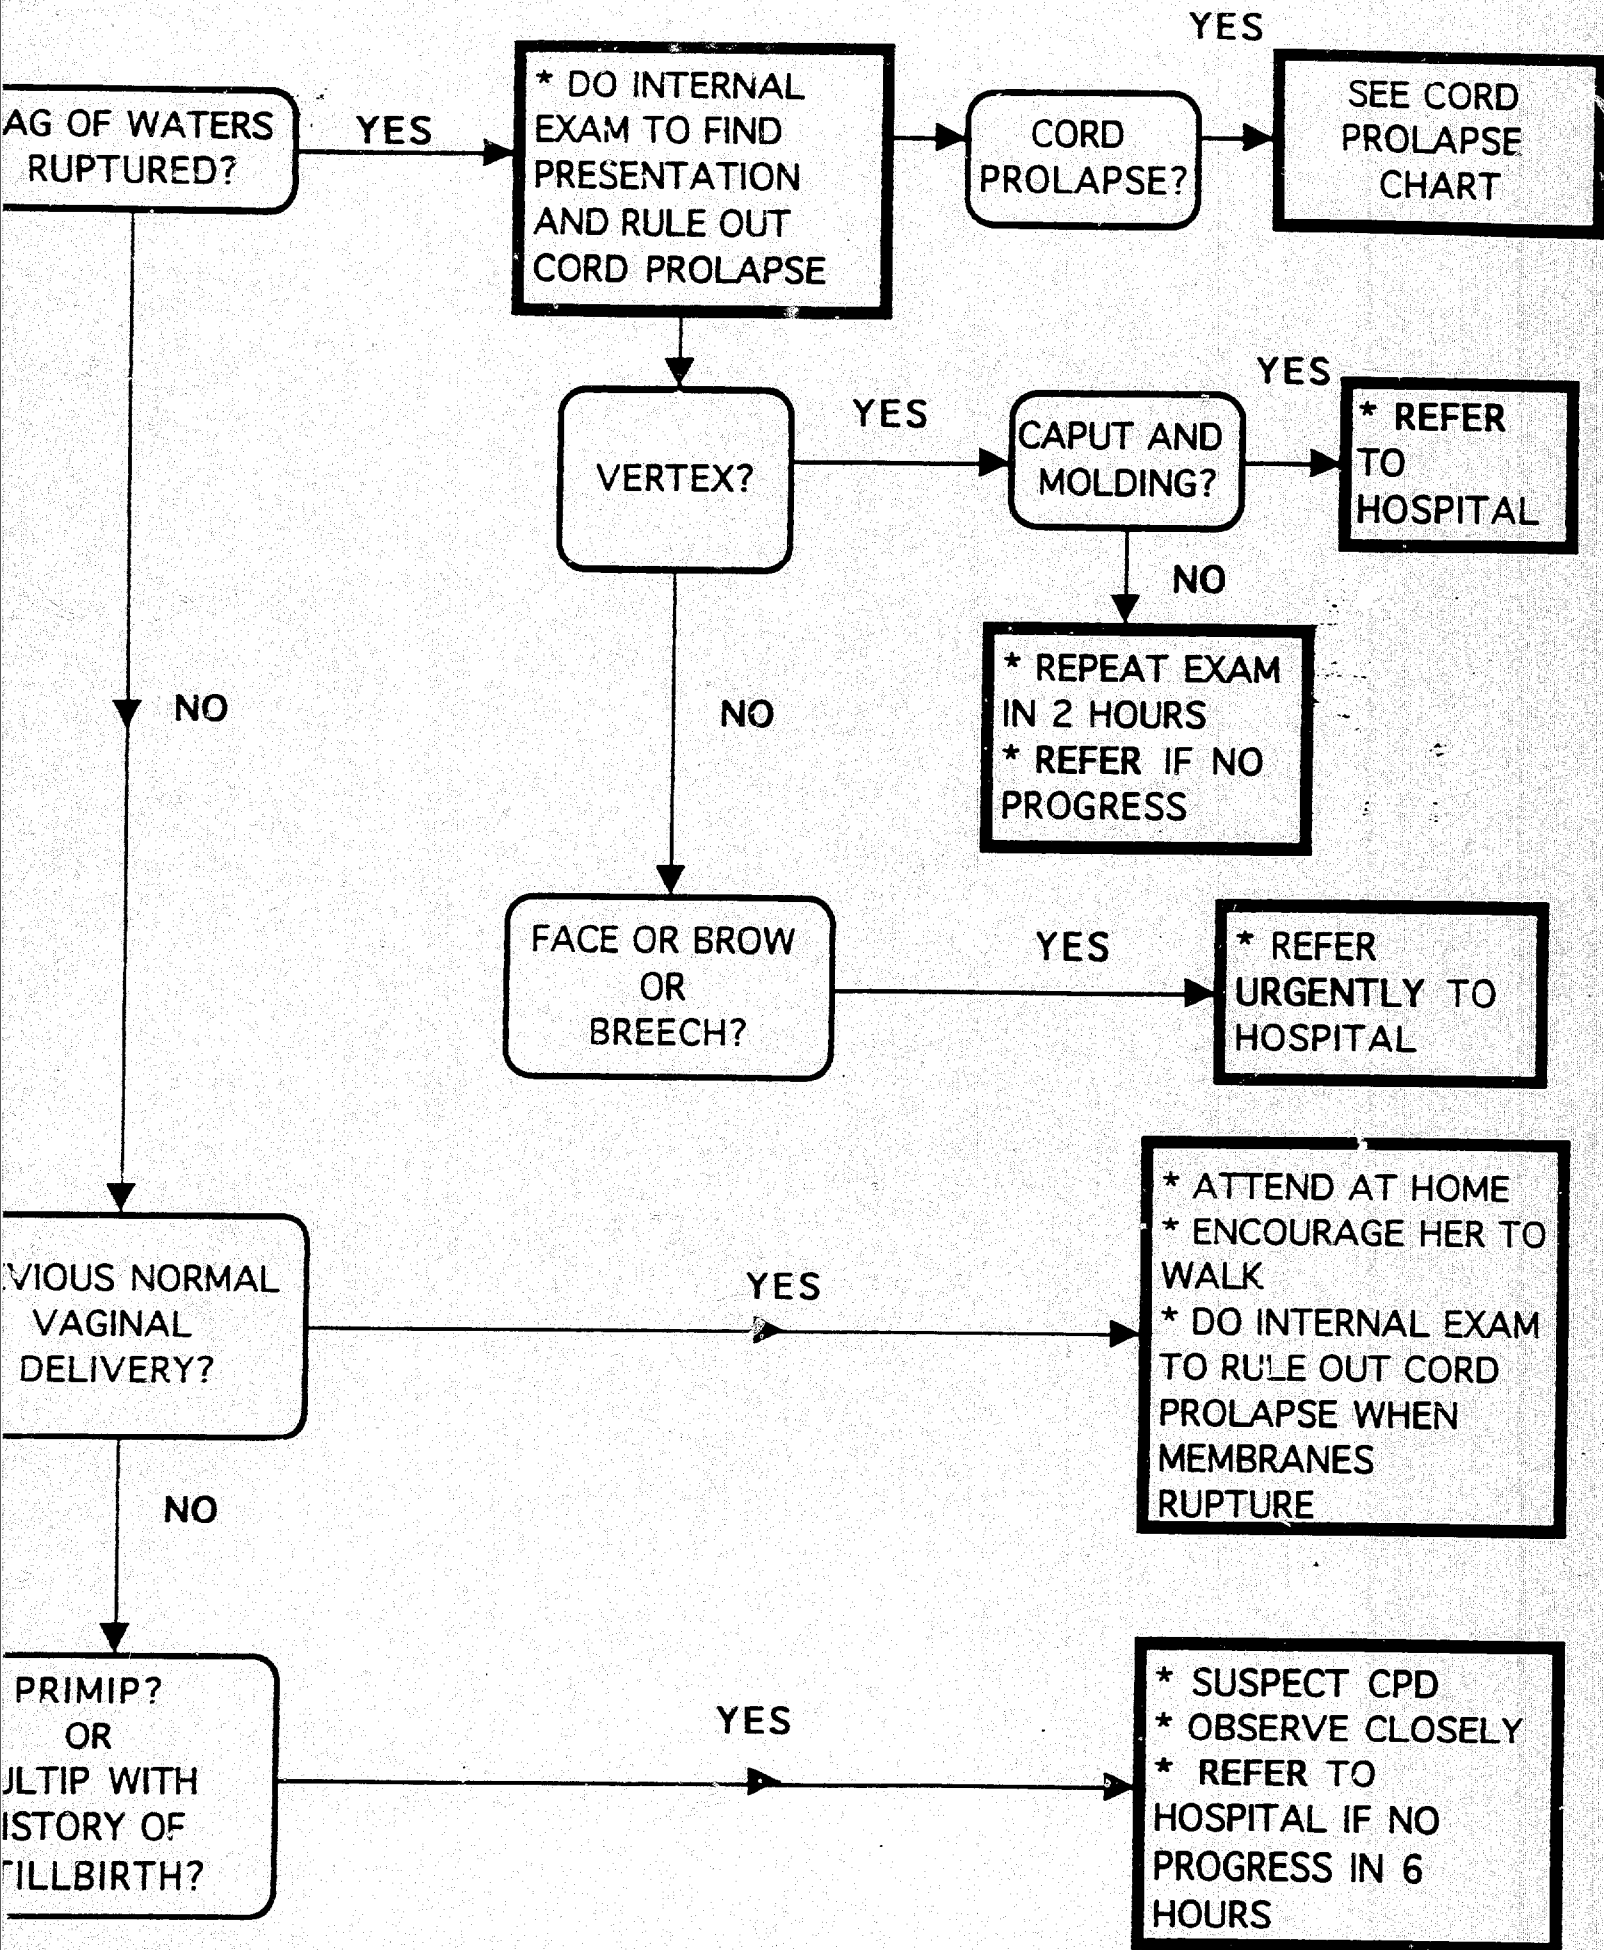 YES
* DO INTERNAL
EXAM TO FIND
PRESENTATION
AND RULE OUT
CORD PROLAPSE
AG OF WATERS
RUPTURED?
YES
CORD
PROLAPSE?
SEE CORD
PROLAPSE
CHART
VERTEX?
YES
CAPUT AND
MOLDING?
YES
* REFER
TO
HOSPITAL
NO
* REPEAT EXAM
IN 2 HOURS
* REFER IF NO
PROGRESS
NO
NO
FACE OR BROW
OR
BREECH?
YES
* REFER
URGENTLY TO
HOSPITAL
VIOUS NORMAL
VAGINAL
DELIVERY?
YES
* ATTEND AT HOME
* ENCOURAGE HER TO
WALK
* DO INTERNAL EXAM
TO RULE OUT CORD
PROLAPSE WHEN
MEMBRANES
RUPTURE
NO
PRIMIP?
OR
ULTIP WITH
ISTORY OF
TILLBIRTH?
YES
* SUSPECT CPD
* OBSERVE CLOSELY
* REFER TO
HOSPITAL IF NO
PROGRESS IN 6
HOURS